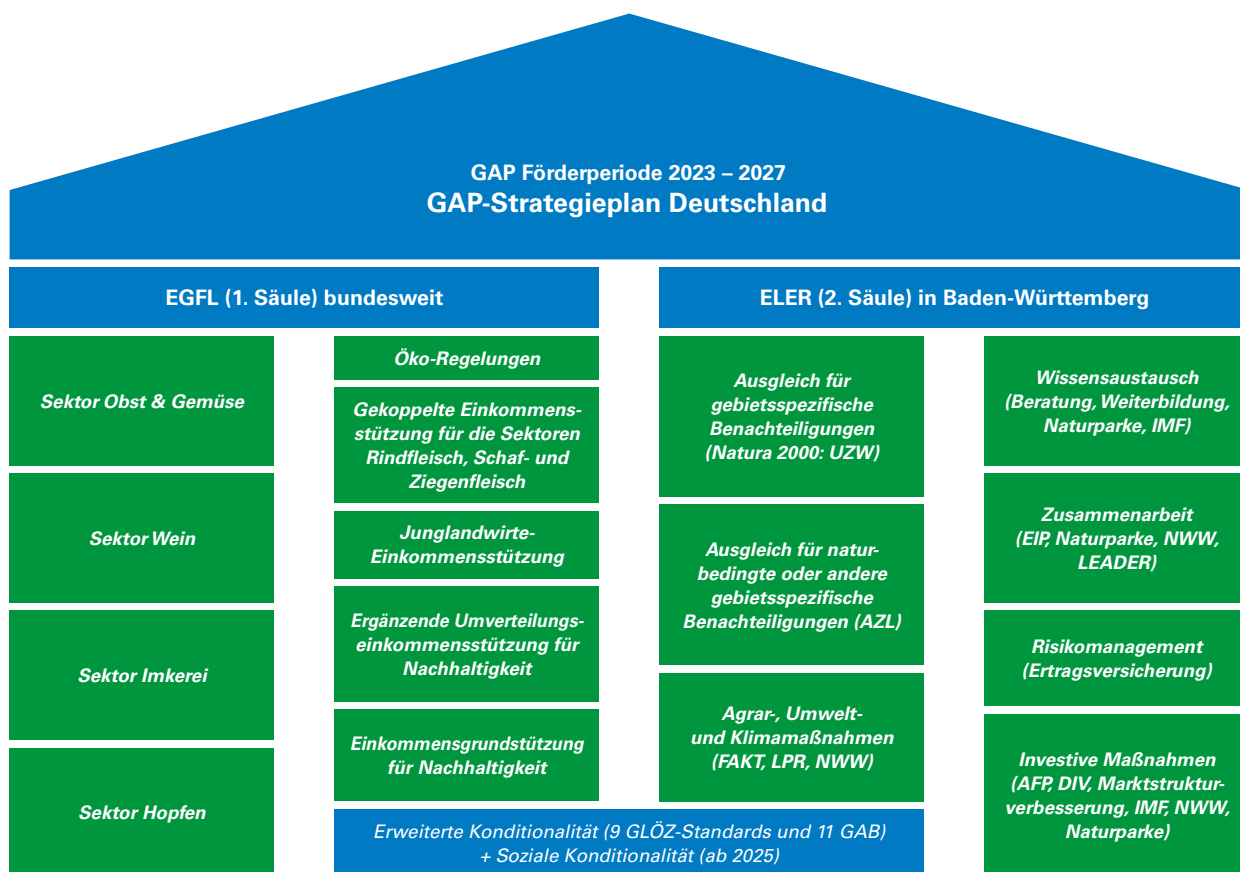 GAP Förderperiode 2023 – 2027
GAP-Strategieplan Deutschland
EGFL (1. Säule) bundesweit
Sektor Obst & Gemüse
Sektor Wein
Sektor Imkerei
Sektor Hopfen
Öko-Regelungen
Gekoppelte Einkommens-
stützung für die Sektoren
Rindfleisch, Schaf- und
Ziegenfleisch
Junglandwirte-
Einkommensstützung
Ergänzende Umverteilungs-
einkommensstützung für
Nachhaltigkeit
Einkommensgrundstützung
für Nachhaltigkeit
ELER (2. Säule) in Baden-Württemberg
Ausgleich für
gebietsspezifische
Benachteiligungen
(Natura 2000: UZW)
Ausgleich für natur-
bedingte oder andere
gebietsspezifische
Benachteiligungen (AZL)
Agrar-, Umwelt-
und Klimamaßnahmen
(FAKT, LPR, NWW)
Wissensaustausch
(Beratung, Weiterbildung,
Naturparke, IMF)
Zusammenarbeit
(EIP, Naturparke, NWW,
LEADER)
Risikomanagement
(Ertragsversicherung)
Investive Maßnahmen
(AFP, DIV, Marktstruktur-
verbesserung, IMF, NWW,
Naturparke)
Erweiterte Konditionalität (9 GLÖZ-Standards und 11 GAB)
+ Soziale Konditionalität (ab 2025)